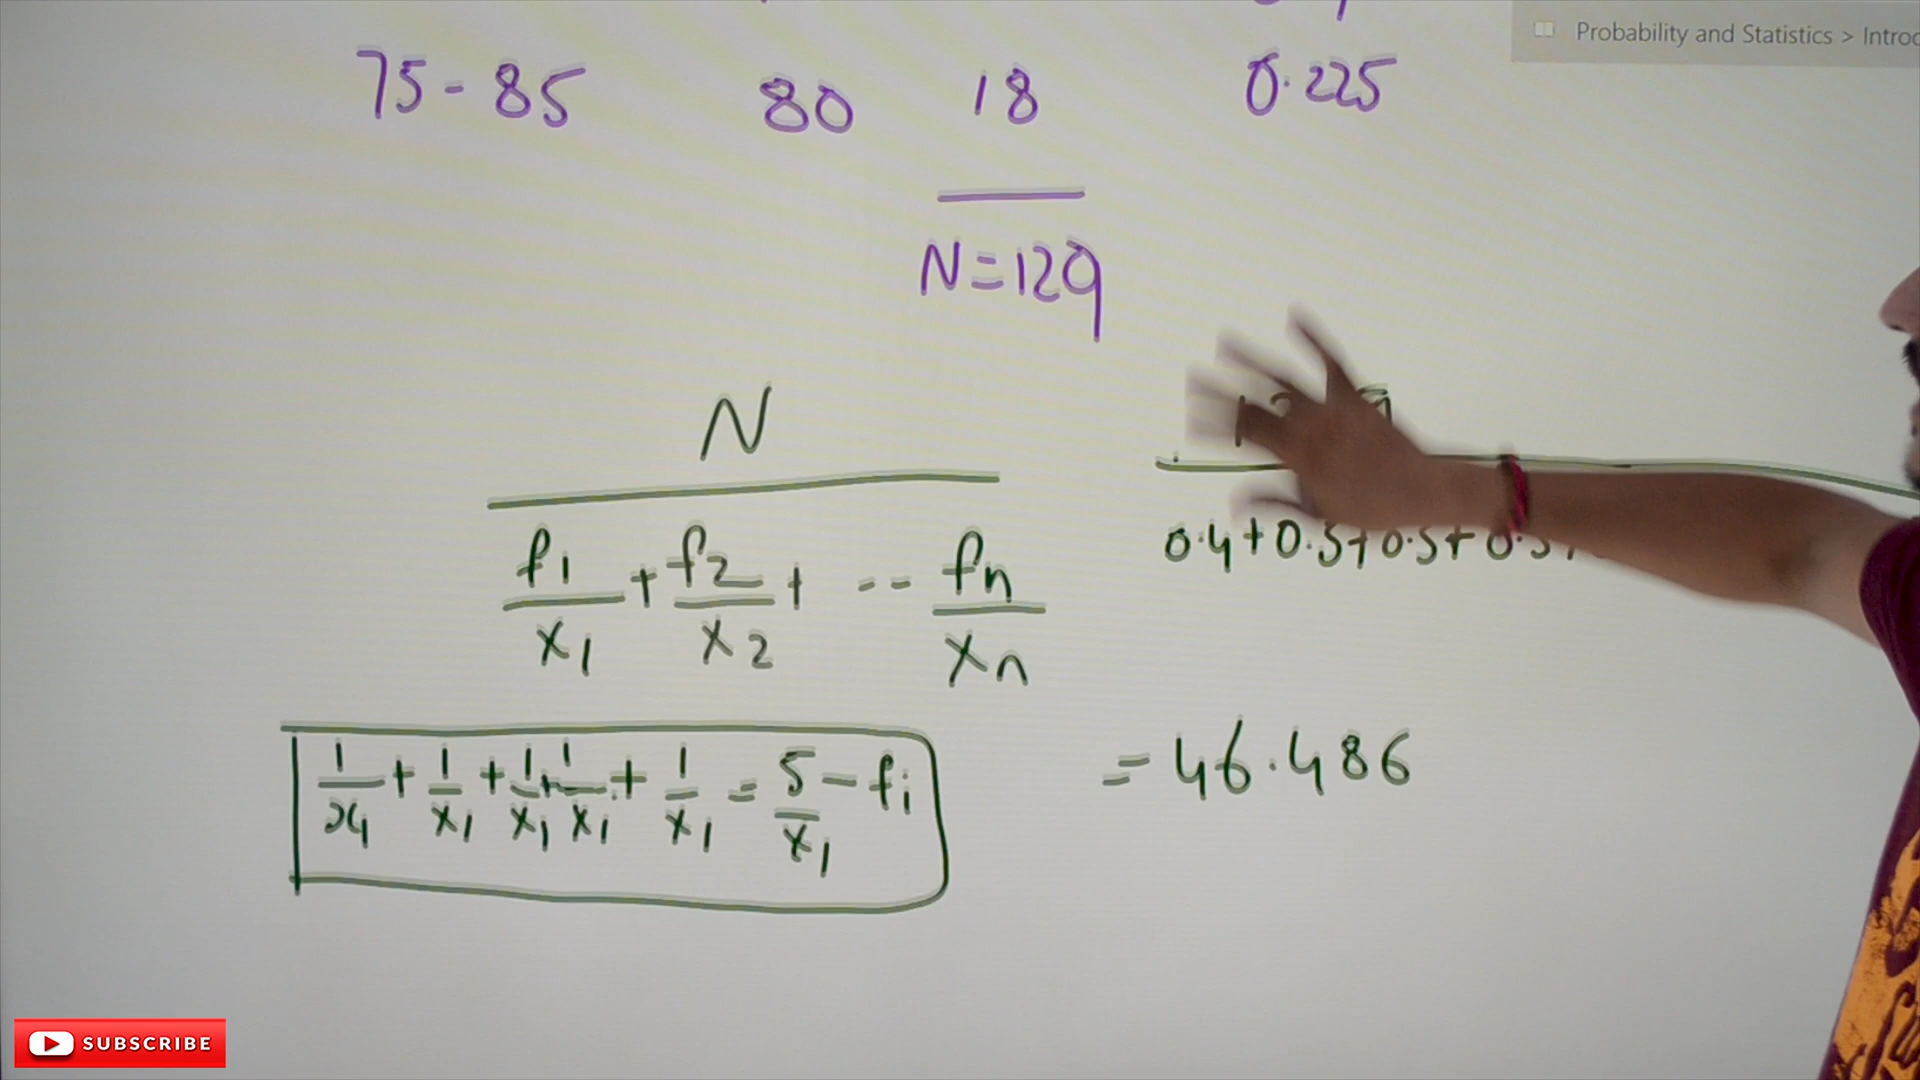 Probability and Statistics > Introd
75-85 80 18 0.225
N=129
N
f1/x1 + f2/x2 + -- fn/xn
0.4+0.5+0.5+0.5+
1/x1 + 1/x1 + 1/x1 + 1/x1 + 1/x1 = 5/x1 - fi
= 46.486
SUBSCRIBE